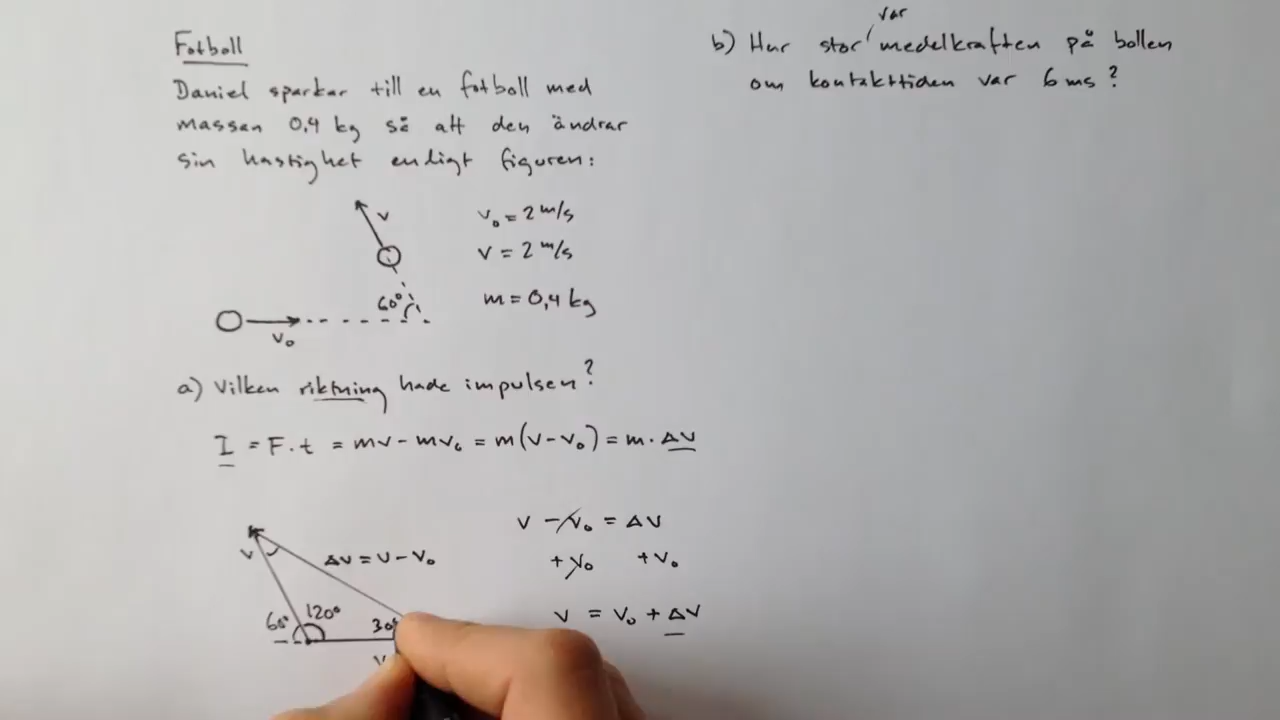 Fotboll
Daniel sparkar till en fotboll med
massan 0,4 kg så att den ändrar
sin hastighet enligt figuren:
v
v₀ = 2 m/s
v = 2 m/s
m = 0,4 kg
60°
v₀
a) Vilken riktning hade impulsen?
I = F·t = mv - mv₀ = m(v-v₀) = m·Δv
v - v₀ = Δv
+v₀ +v₀
v = v₀ + Δv
v
Δv = v - v₀
60° 120° 30°
v
b) Hur stor var medelkraften på bollen
om kontakttiden var 6 ms?